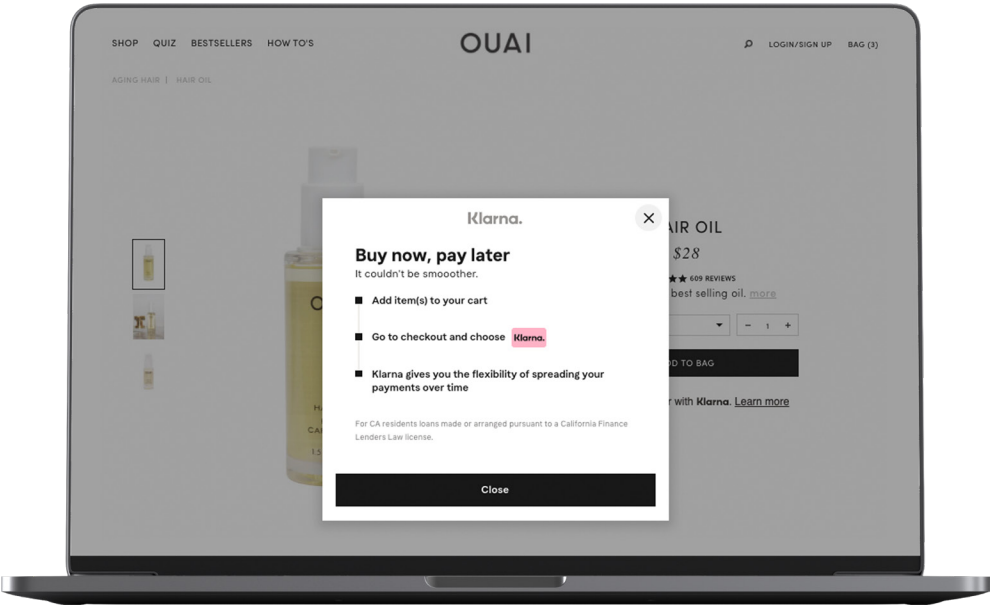 SHOP QUIZ BESTSELLERS HOW TO'S
OUAI
LOGIN/SIGN UP BAG (3)
AGING HAIR | HAIR OIL
AIR OIL
$28
609 REVIEWS
best selling oil. more
− 1 +
D TO BAG
r with Klarna. Learn more
Klarna.
Buy now, pay later
It couldn't be smooother.
Add item(s) to your cart
Go to checkout and choose Klarna.
Klarna gives you the flexibility of spreading your
payments over time
For CA residents loans made or arranged pursuant to a California Finance
Lenders Law license.
Close